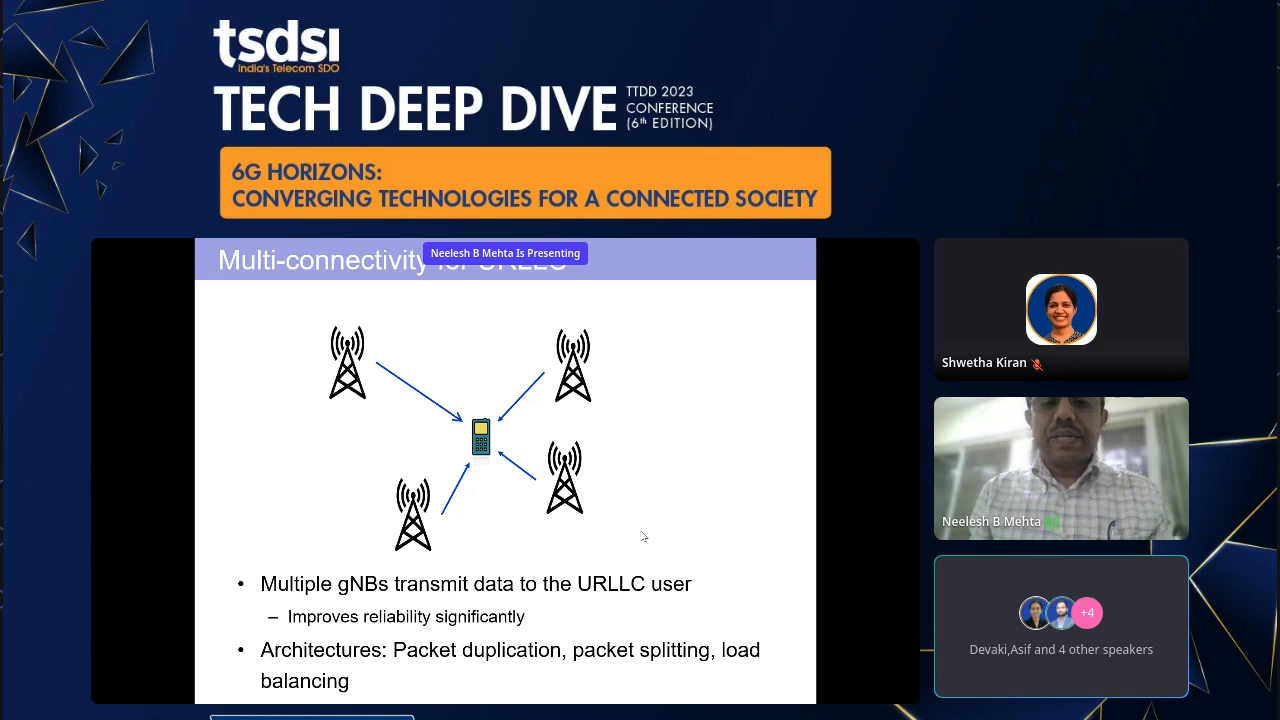 tsdsi
India's Telecom SDO
TECH DEEP DIVE
TTDD 2023
CONFERENCE
(6th EDITION)
6G HORIZONS:
CONVERGING TECHNOLOGIES FOR A CONNECTED SOCIETY
Multi-connectivity for URLLC
Neelesh B Mehta Is Presenting
Multiple gNBs transmit data to the URLLC user
– Improves reliability significantly
• Architectures: Packet duplication, packet splitting, load
balancing
Shwetha Kiran
Neelesh B Mehta
+4
Devaki,Asif and 4 other speakers